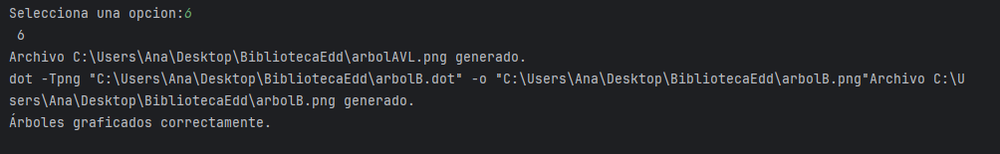 Selecciona una opcion:6
6
Archivo C:\Users\Ana\Desktop\BibliotecaEdd\arbolAVL.png generado.
dot -Tpng "C:\Users\Ana\Desktop\BibliotecaEdd\arbolB.dot" -o "C:\Users\Ana\Desktop\BibliotecaEdd\arbolB.png"Archivo C:\U
sers\Ana\Desktop\BibliotecaEdd\arbolB.png generado.
Árboles graficados correctamente.